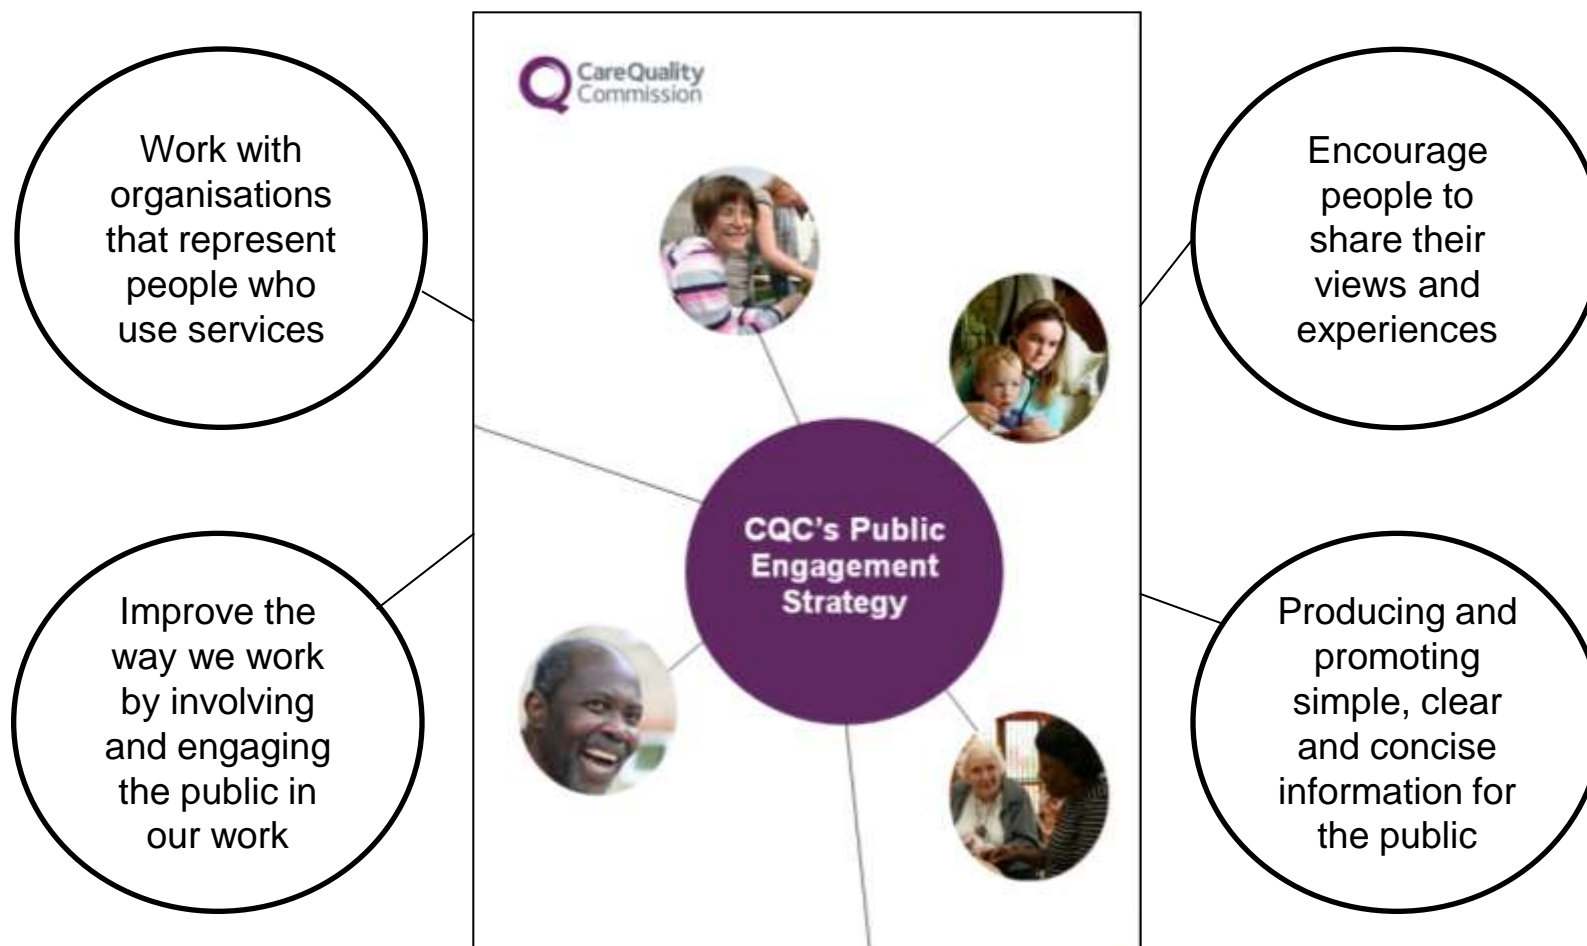 Work with
organisations
that represent
people who
use services
Improve the
way we work
by involving
and engaging
the public in
our work
CareQuality
Commission
CQC's Public
Engagement
Strategy
Encourage
people to
share their
views and
experiences
Producing and
promoting
simple, clear
and concise
information for
the public